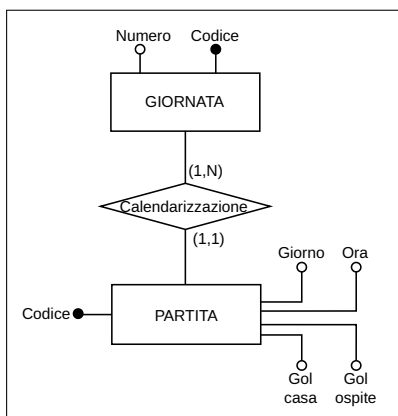 Numero Codice
GIORNATA
(1,N)
Calendarizzazione
(1,1)
Giorno Ora
Codice PARTITA
Gol Gol
casa ospite